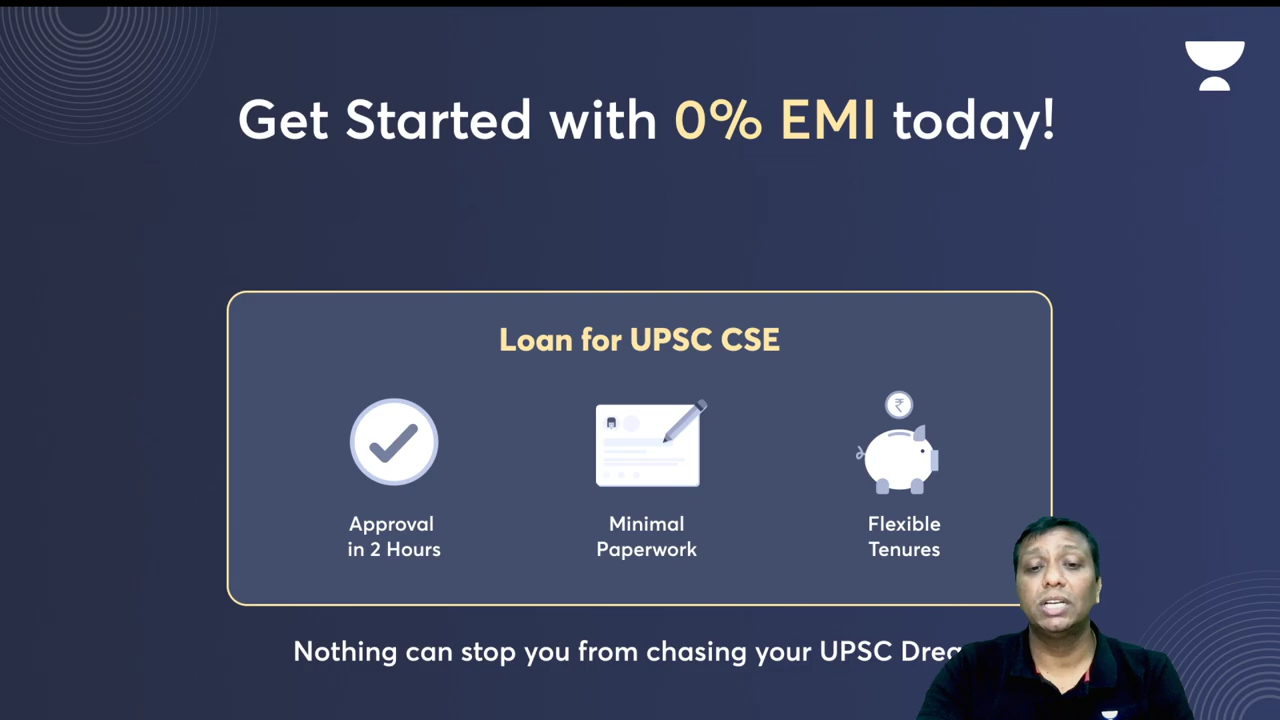 Get Started with 0% EMI today!
Loan for UPSC CSE
Approval
in 2 Hours
Minimal
Paperwork
₹
Flexible
Tenures
Nothing can stop you from chasing your UPSC